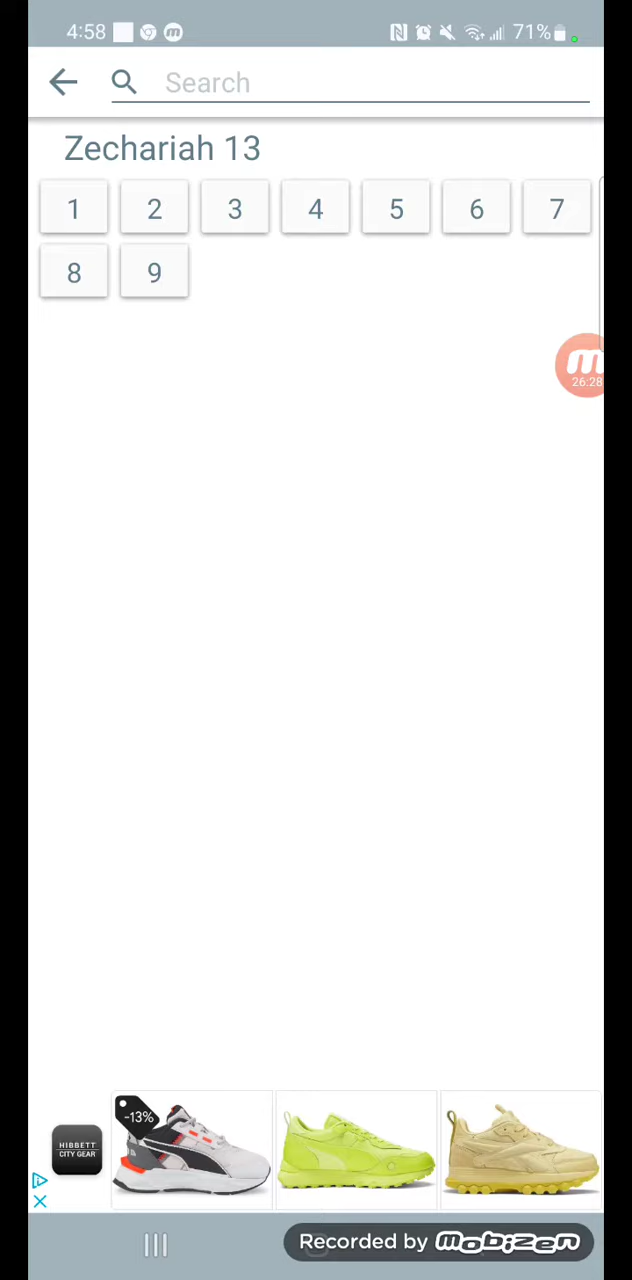 4:58
71%
Search
Zechariah 13
1 2 3 4 5 6 7
8 9
m
26:28
-13%
HIBBETT
CITY GEAR
Recorded by mobizen